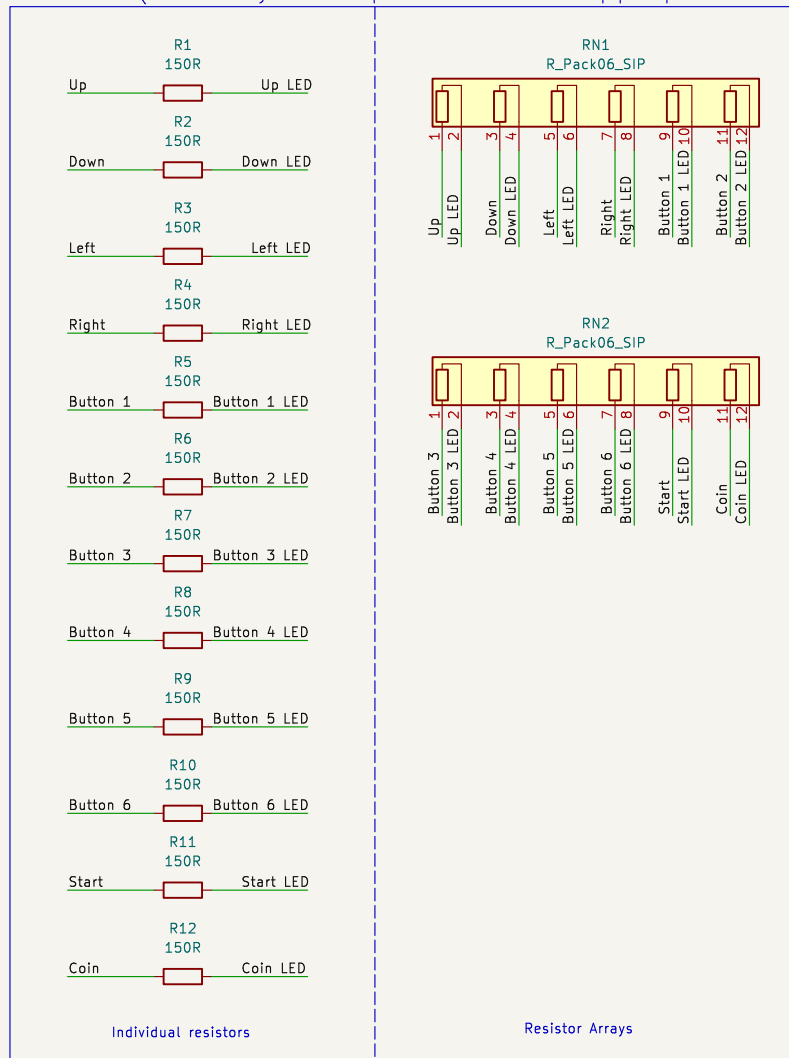 R1
150R
Up
Up LED
R2
150R
Down
Down LED
R3
150R
Left
Left LED
R4
150R
Right
Right LED
R5
150R
Button 1
Button 1 LED
R6
150R
Button 2
Button 2 LED
R7
150R
Button 3
Button 3 LED
R8
150R
Button 4
Button 4 LED
R9
150R
Button 5
Button 5 LED
R10
150R
Button 6
Button 6 LED
R11
150R
Start
Start LED
R12
150R
Coin
Coin LED
Individual resistors
RN1
R_Pack06_SIP
1
2
3
4
5
6
7
8
9
10
11
12
Up
Up LED
Down
Down LED
Left
Left LED
Right
Right LED
Button 1
Button 1 LED
Button 2
Button 2 LED
RN2
R_Pack06_SIP
1
2
3
4
5
6
7
8
9
10
11
12
Button 3
Button 3 LED
Button 4
Button 4 LED
Button 5
Button 5 LED
Button 6
Button 6 LED
Start
Start LED
Coin
Coin LED
Resistor Arrays